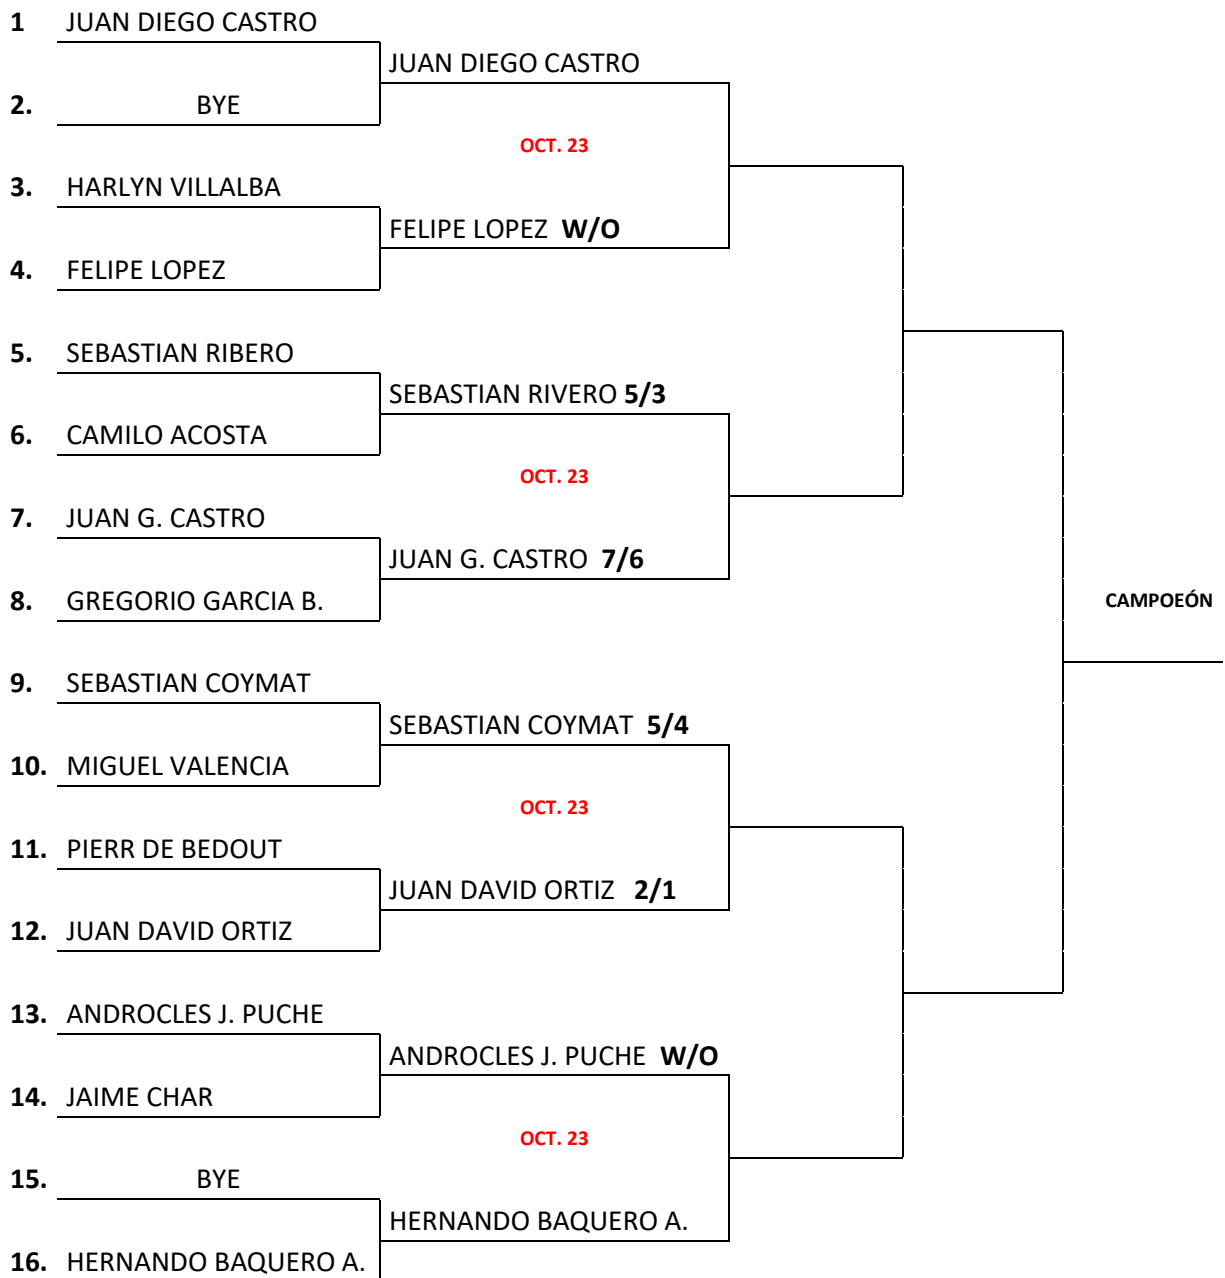 1 JUAN DIEGO CASTRO
JUAN DIEGO CASTRO
2. BYE
OCT. 23
3. HARLYN VILLALBA
FELIPE LOPEZ W/O
4. FELIPE LOPEZ
5. SEBASTIAN RIBERO
SEBASTIAN RIVERO 5/3
6. CAMILO ACOSTA
OCT. 23
7. JUAN G. CASTRO
JUAN G. CASTRO 7/6
8. GREGORIO GARCIA B.
CAMPOEÓN
9. SEBASTIAN COYMAT
SEBASTIAN COYMAT 5/4
10. MIGUEL VALENCIA
OCT. 23
11. PIERR DE BEDOUT
JUAN DAVID ORTIZ 2/1
12. JUAN DAVID ORTIZ
13. ANDROCLES J. PUCHE
ANDROCLES J. PUCHE W/O
14. JAIME CHAR
OCT. 23
15. BYE
HERNANDO BAQUERO A.
16. HERNANDO BAQUERO A.